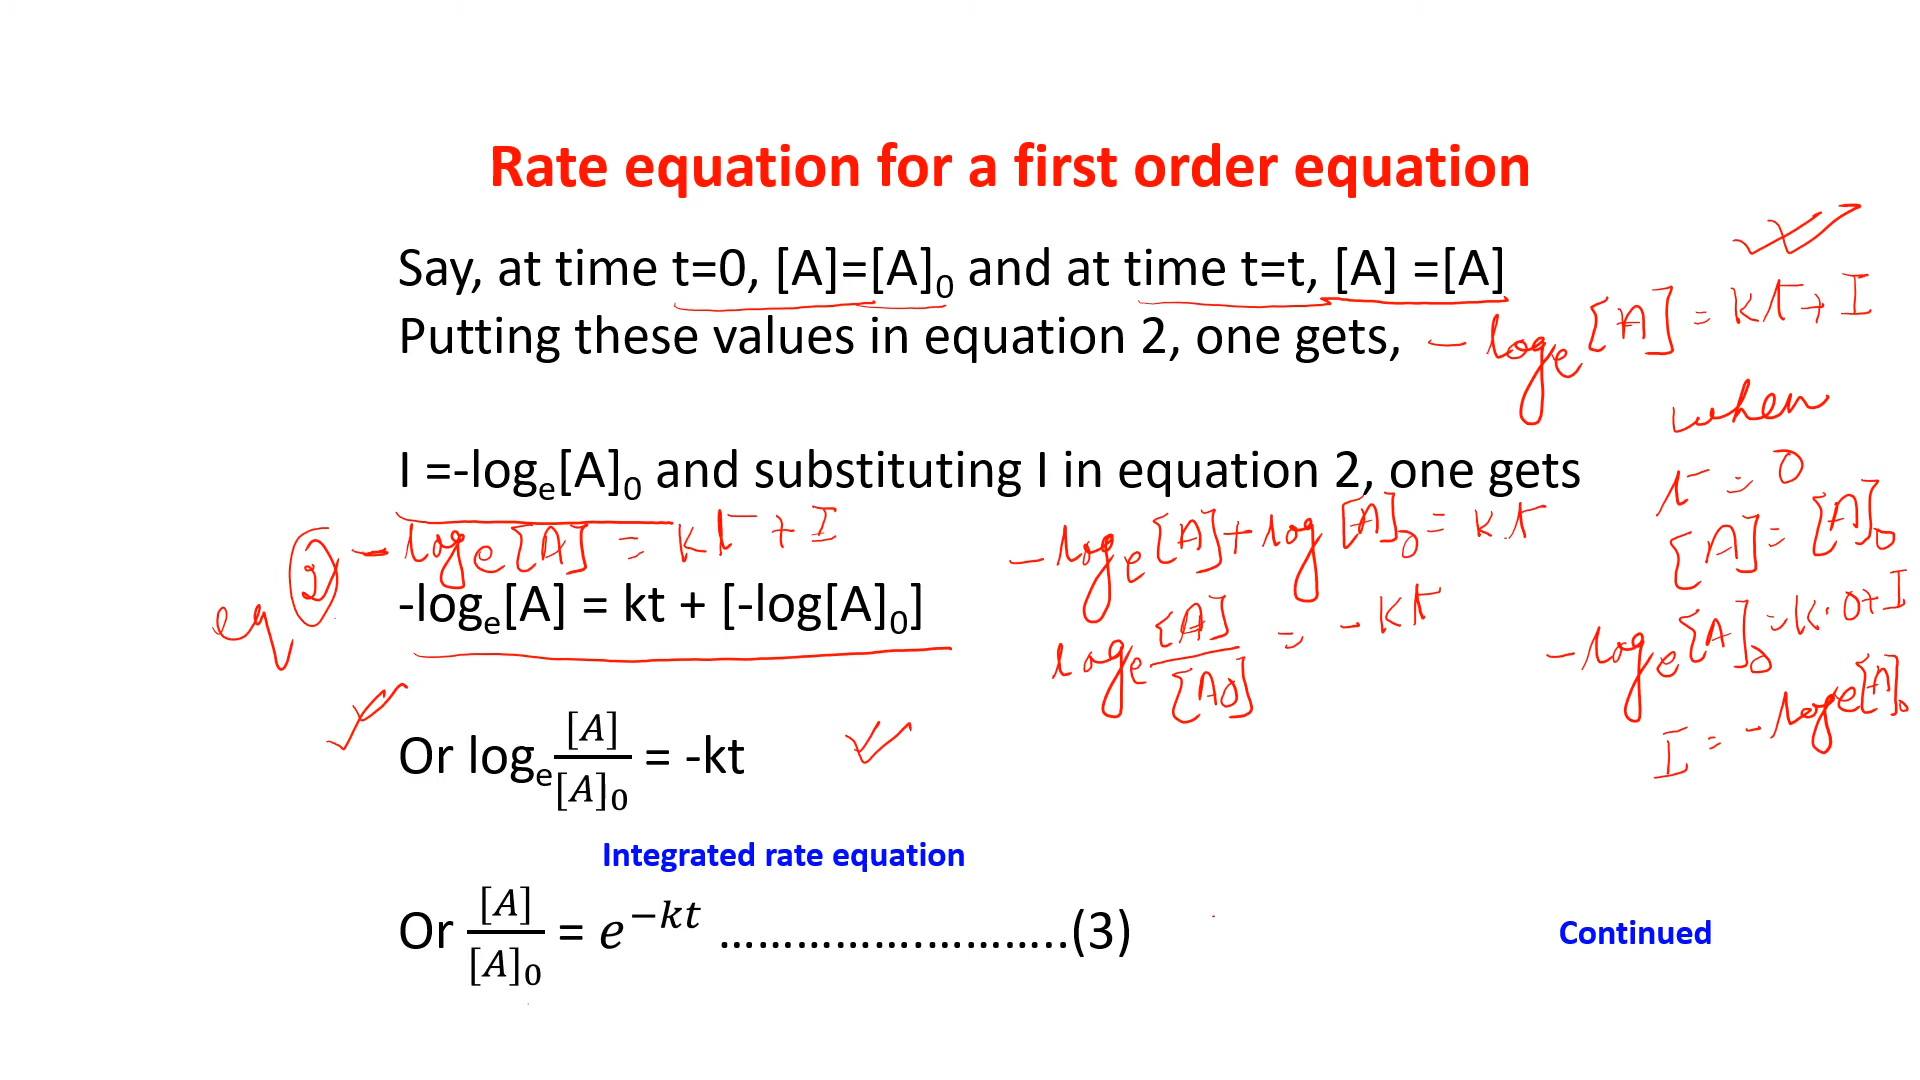 Rate equation for a first order equation
Say, at time t=0, [A]=[A]₀ and at time t=t, [A] =[A]
Putting these values in equation 2, one gets,
-logₑ[A] = kt + I
when
t = 0
[A] = [A]₀
-logₑ[A]₀ = k·0 + I
I = -logₑ[A]₀
I =-logₑ[A]₀ and substituting I in equation 2, one gets
eq 2 -logₑ[A] = kt + I
-logₑ[A] + log[A]₀ = kt
logₑ [A]/[A0] = -kt
-logₑ[A] = kt + [-log[A]₀]
Or logₑ [A]/[A]₀ = -kt
Integrated rate equation
Or [A]/[A]₀ = e^(−kt) ………………………..(3)
Continued